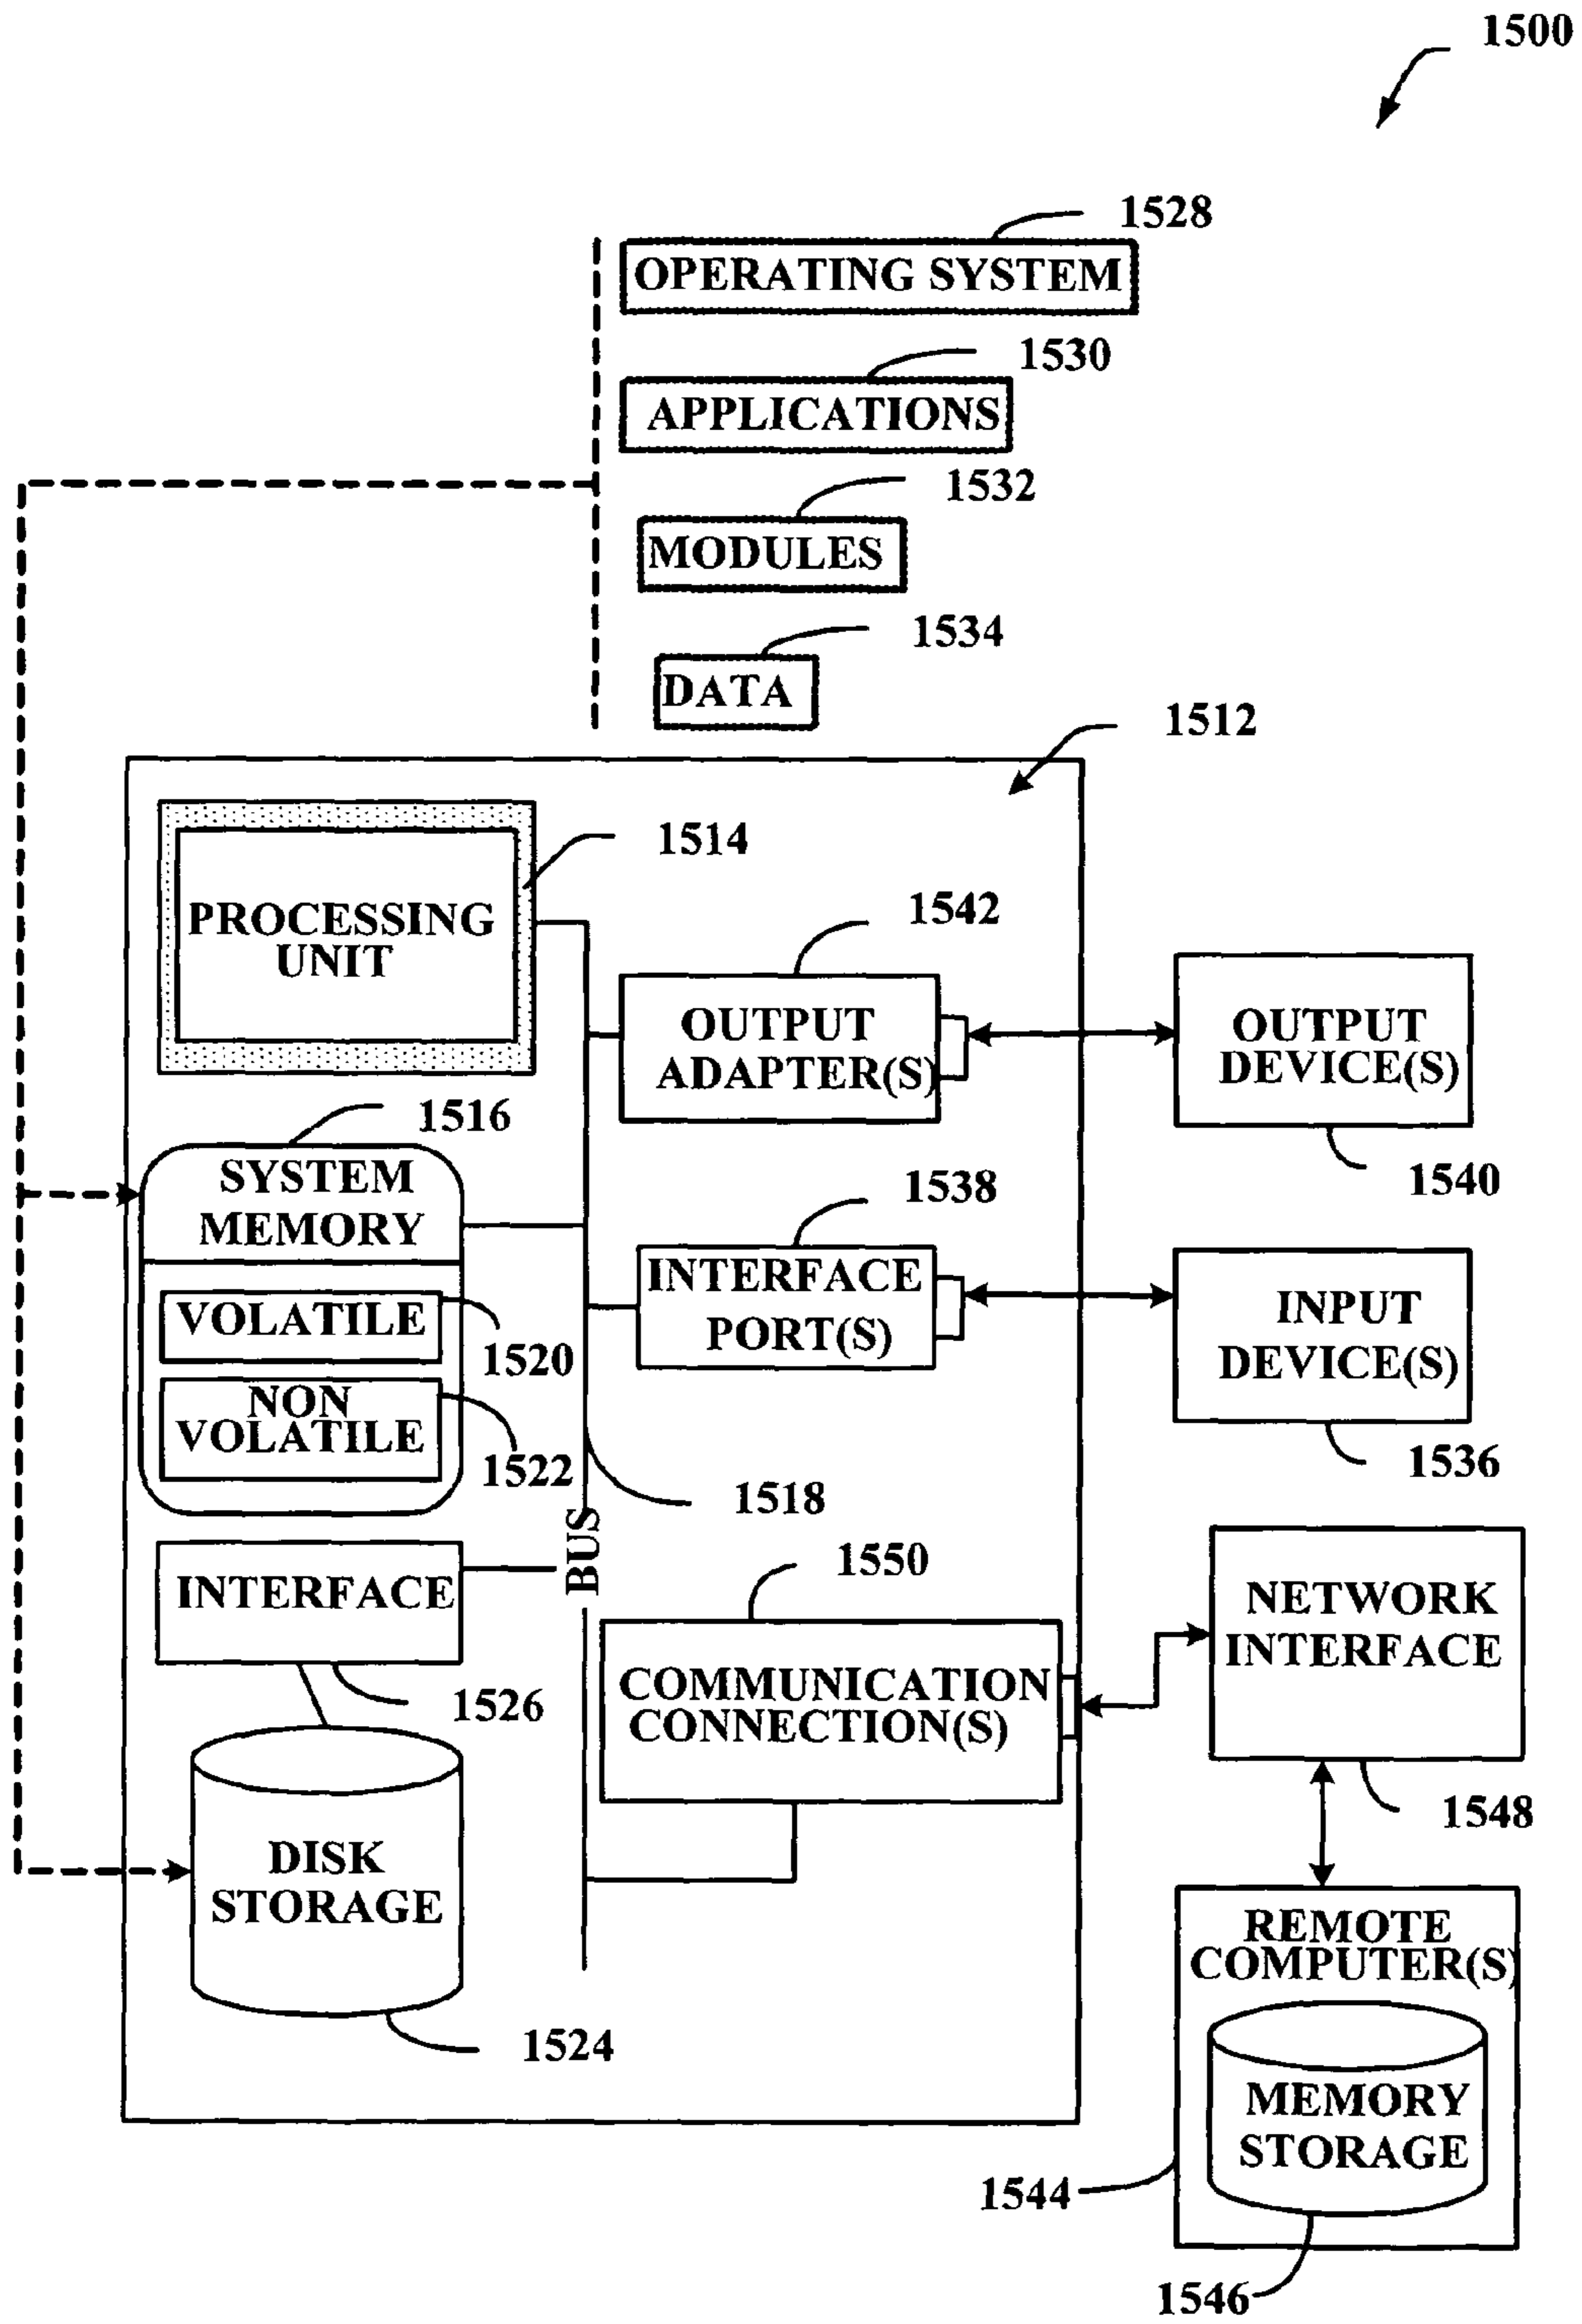 1500
1528
OPERATING SYSTEM
1530
APPLICATIONS
1532
MODULES
1534
DATA
1512
1514
PROCESSING
UNIT
1542
OUTPUT
ADAPTER(S)
OUTPUT
DEVICE(S)
1540
1516
SYSTEM
MEMORY
1538
INTERFACE
PORT(S)
INPUT
DEVICE(S)
1536
VOLATILE
1520
NON
VOLATILE
1522
1518
BUS
INTERFACE
1526
1550
COMMUNICATION
CONNECTION(S)
NETWORK
INTERFACE
1548
DISK
STORAGE
1524
REMOTE
COMPUTER(S)
MEMORY
STORAGE
1544
1546